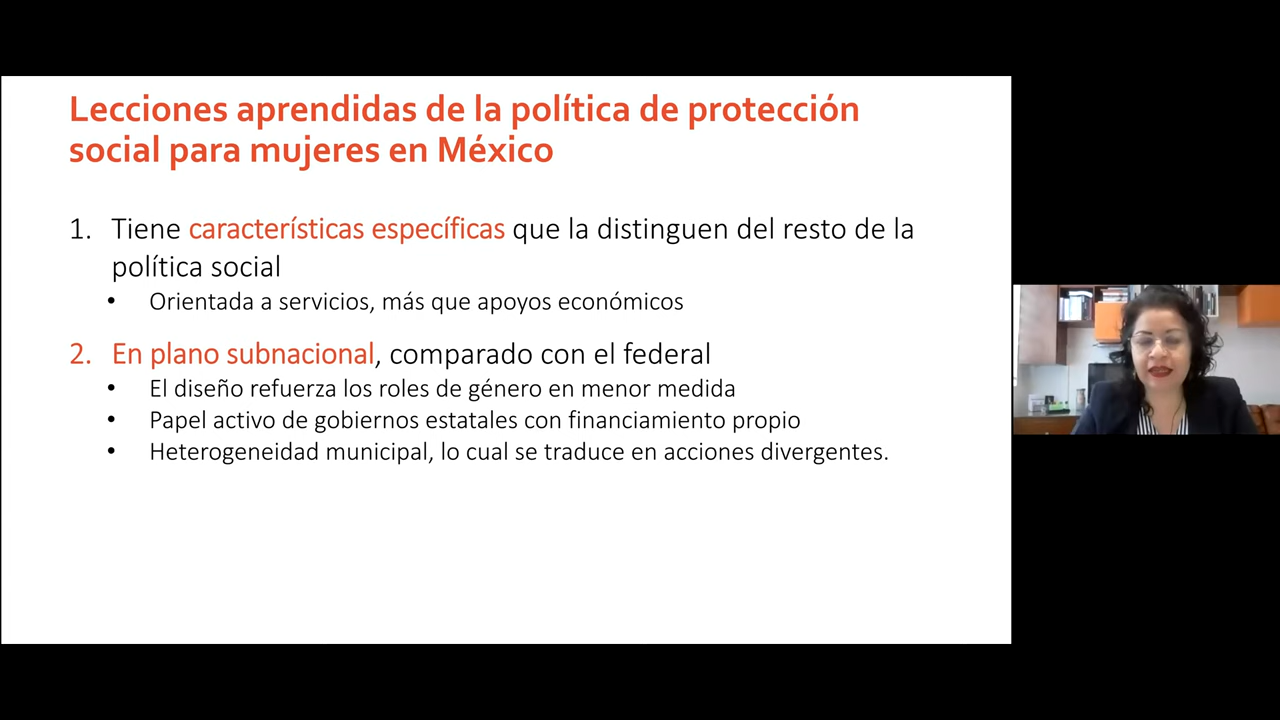 Lecciones aprendidas de la política de protección
social para mujeres en México
1. Tiene características específicas que la distinguen del resto de la
política social
• Orientada a servicios, más que apoyos económicos
2. En plano subnacional, comparado con el federal
• El diseño refuerza los roles de género en menor medida
• Papel activo de gobiernos estatales con financiamiento propio
• Heterogeneidad municipal, lo cual se traduce en acciones divergentes.